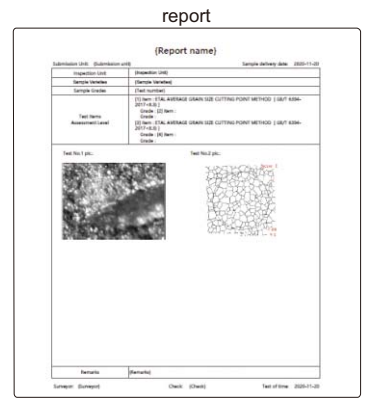 report
{Report name}
Submission Unit: {Submission unit} Sample delivery date: 2020-11-20
Inspection Unit {Inspection Unit}
Sample Varieties {Sample Varieties}
Sample Grades {Test number}
Test Items
Assessment Level
[1] Item : ETAL AVERAGE GRAIN SIZE CUTTING POINT METHOD ( GB/T 6394-
2017+8.3)
Grade : [2] Item :
Grade :
[3] Item : ETAL AVERAGE GRAIN SIZE CUTTING POINT METHOD ( GB/T 6394-
2017+8.3)
Grade : [4] Item :
Grade :
Test No.1 pic.: Test No.2 pic.:
Remarks {Remarks}
Surveyor: {Surveyor} Check: {Check} Test of time: 2020-11-20